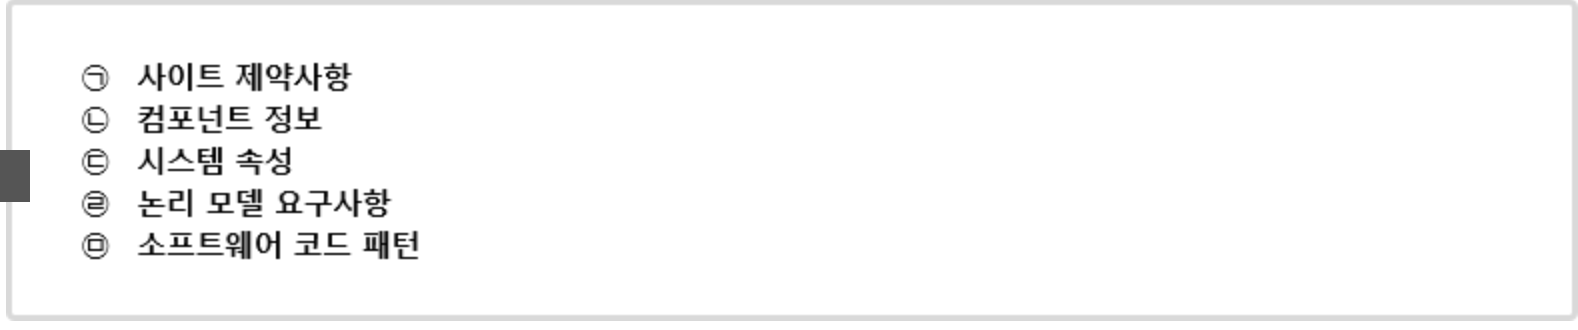 ㉠ 사이트 제약사항
㉡ 컴포넌트 정보
㉢ 시스템 속성
㉣ 논리 모델 요구사항
㉤ 소프트웨어 코드 패턴